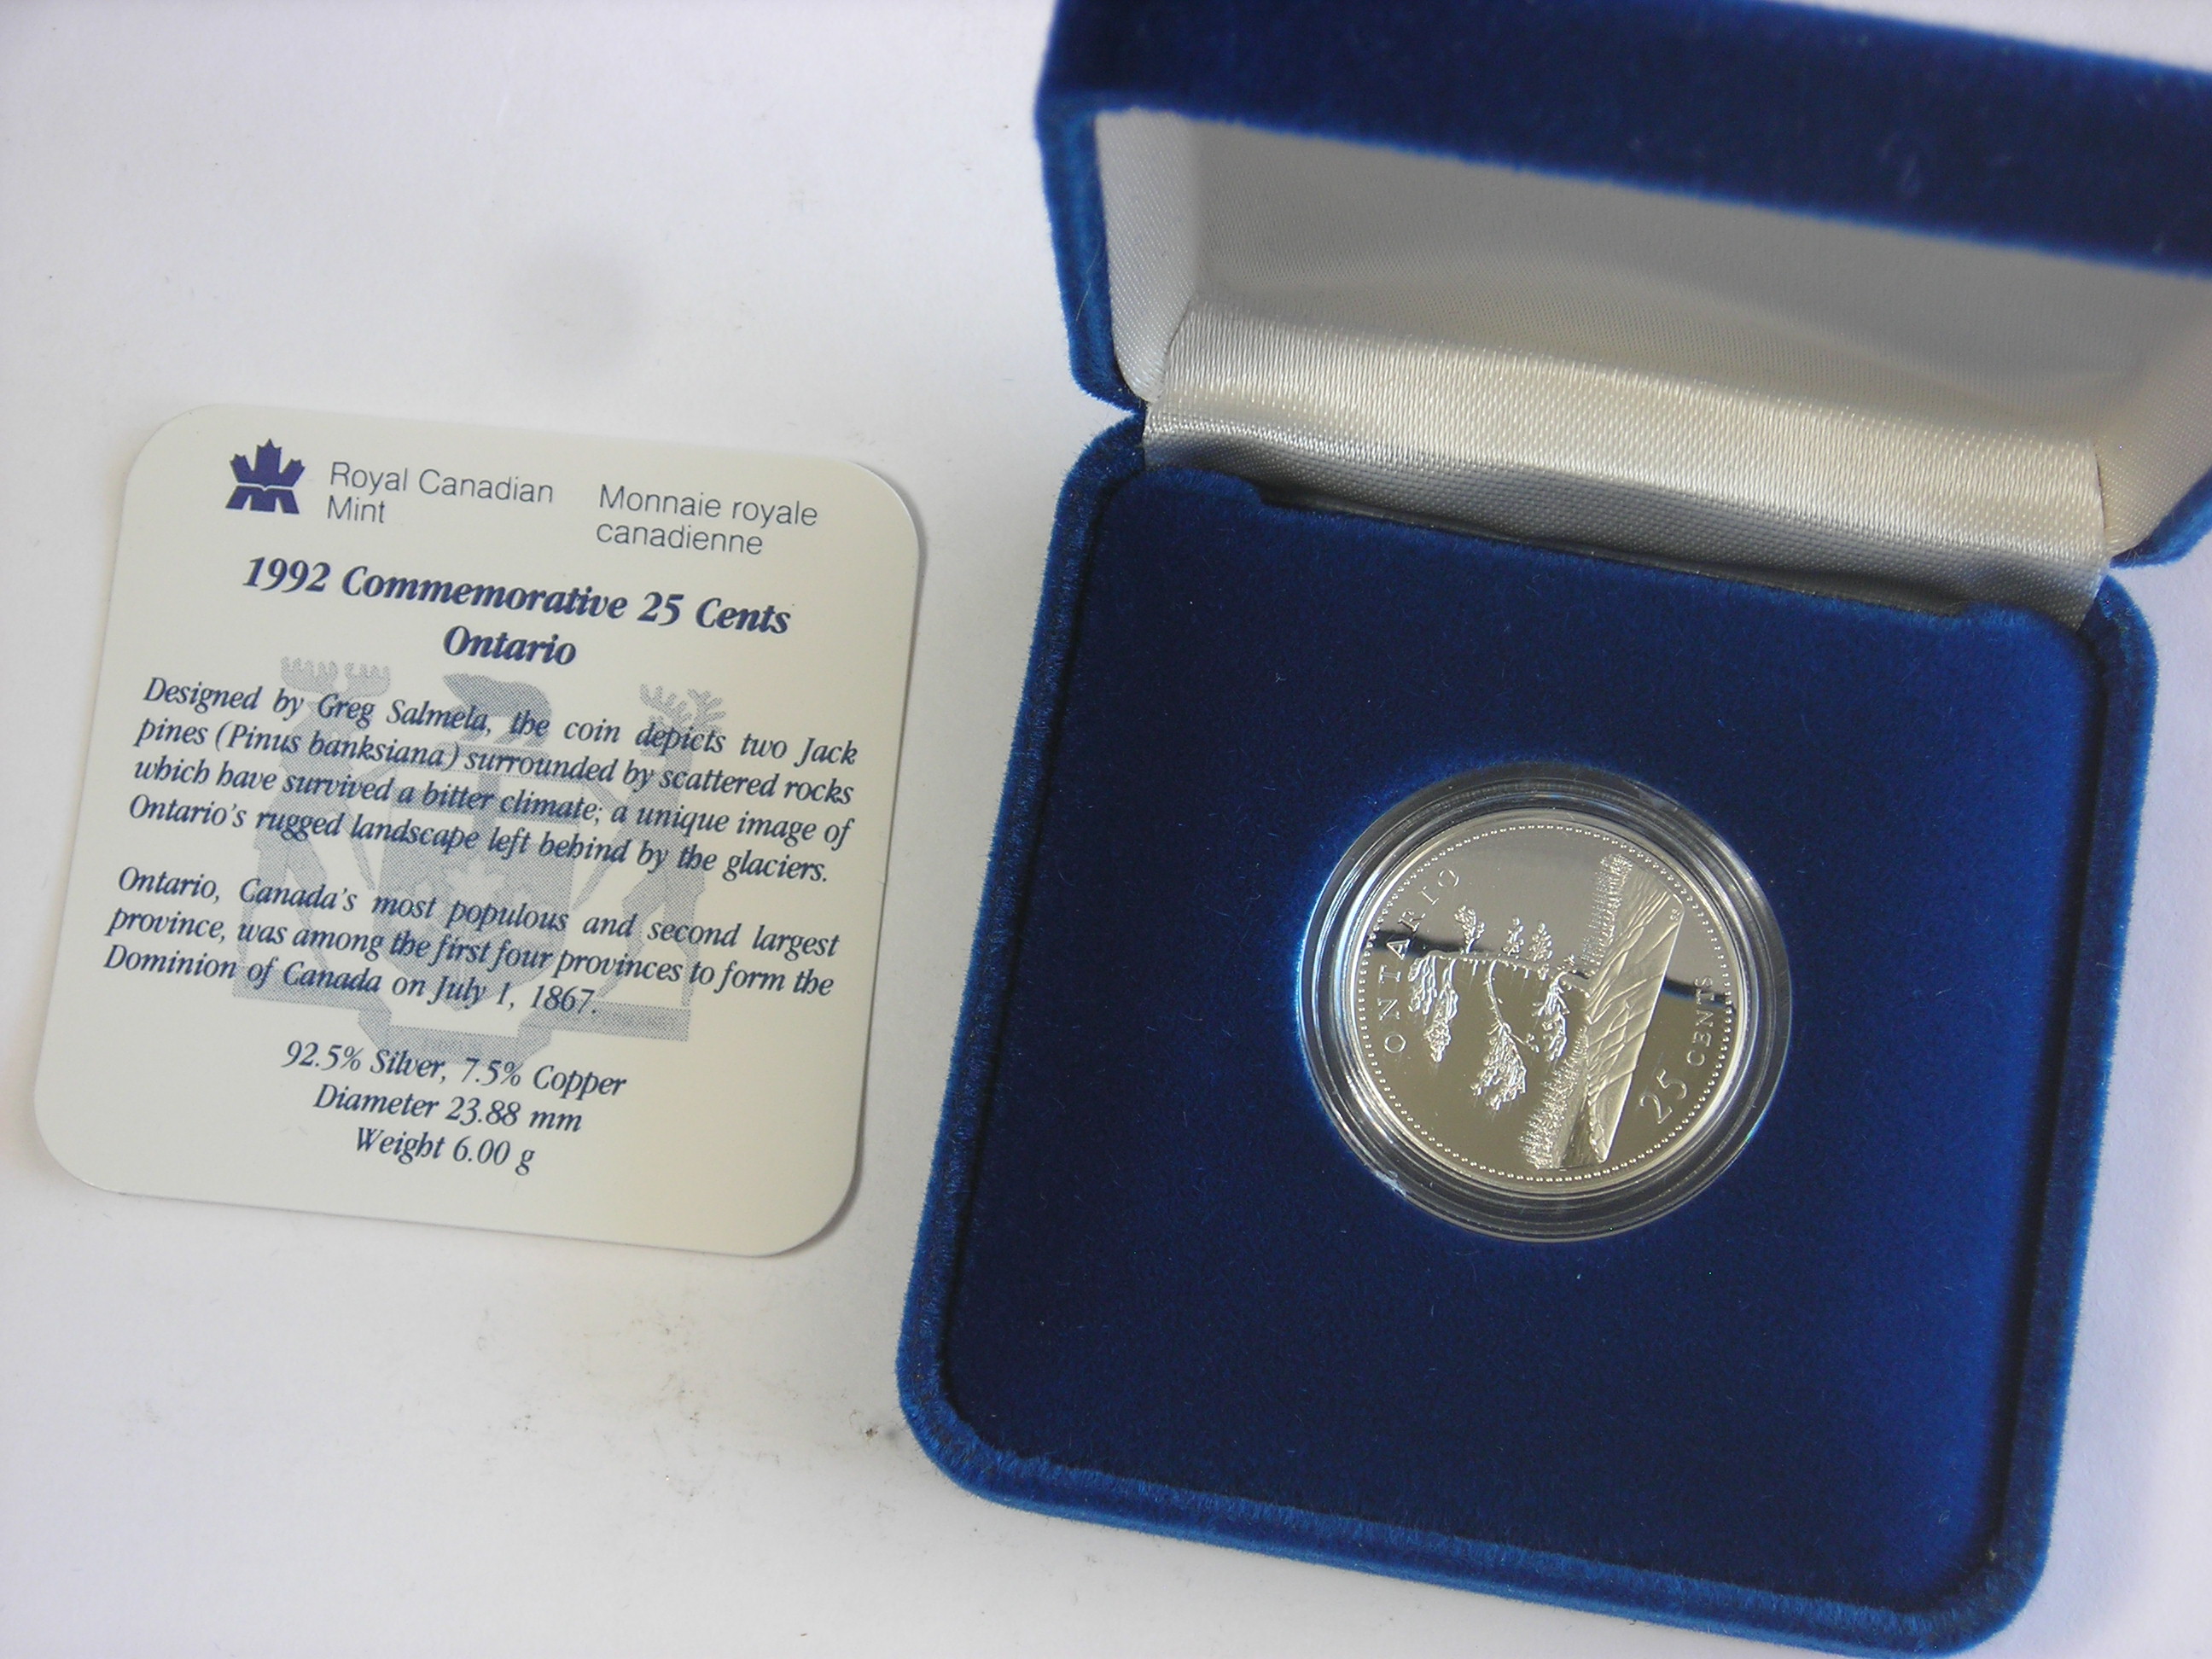 Royal Canadian
Mint
Monnaie royale
canadienne
1992 Commemorative 25 Cents
Ontario
Designed by Greg Salmela, the coin depicts two Jack
pines (Pinus banksiana) surrounded by scattered rocks
which have survived a bitter climate; a unique image of
Ontario's rugged landscape left behind by the glaciers.
Ontario, Canada's most populous and second largest
province, was among the first four provinces to form the
Dominion of Canada on July 1, 1867.
92.5% Silver, 7.5% Copper
Diameter 23.88 mm
Weight 6.00 g
ONTARIO
25 CENTS